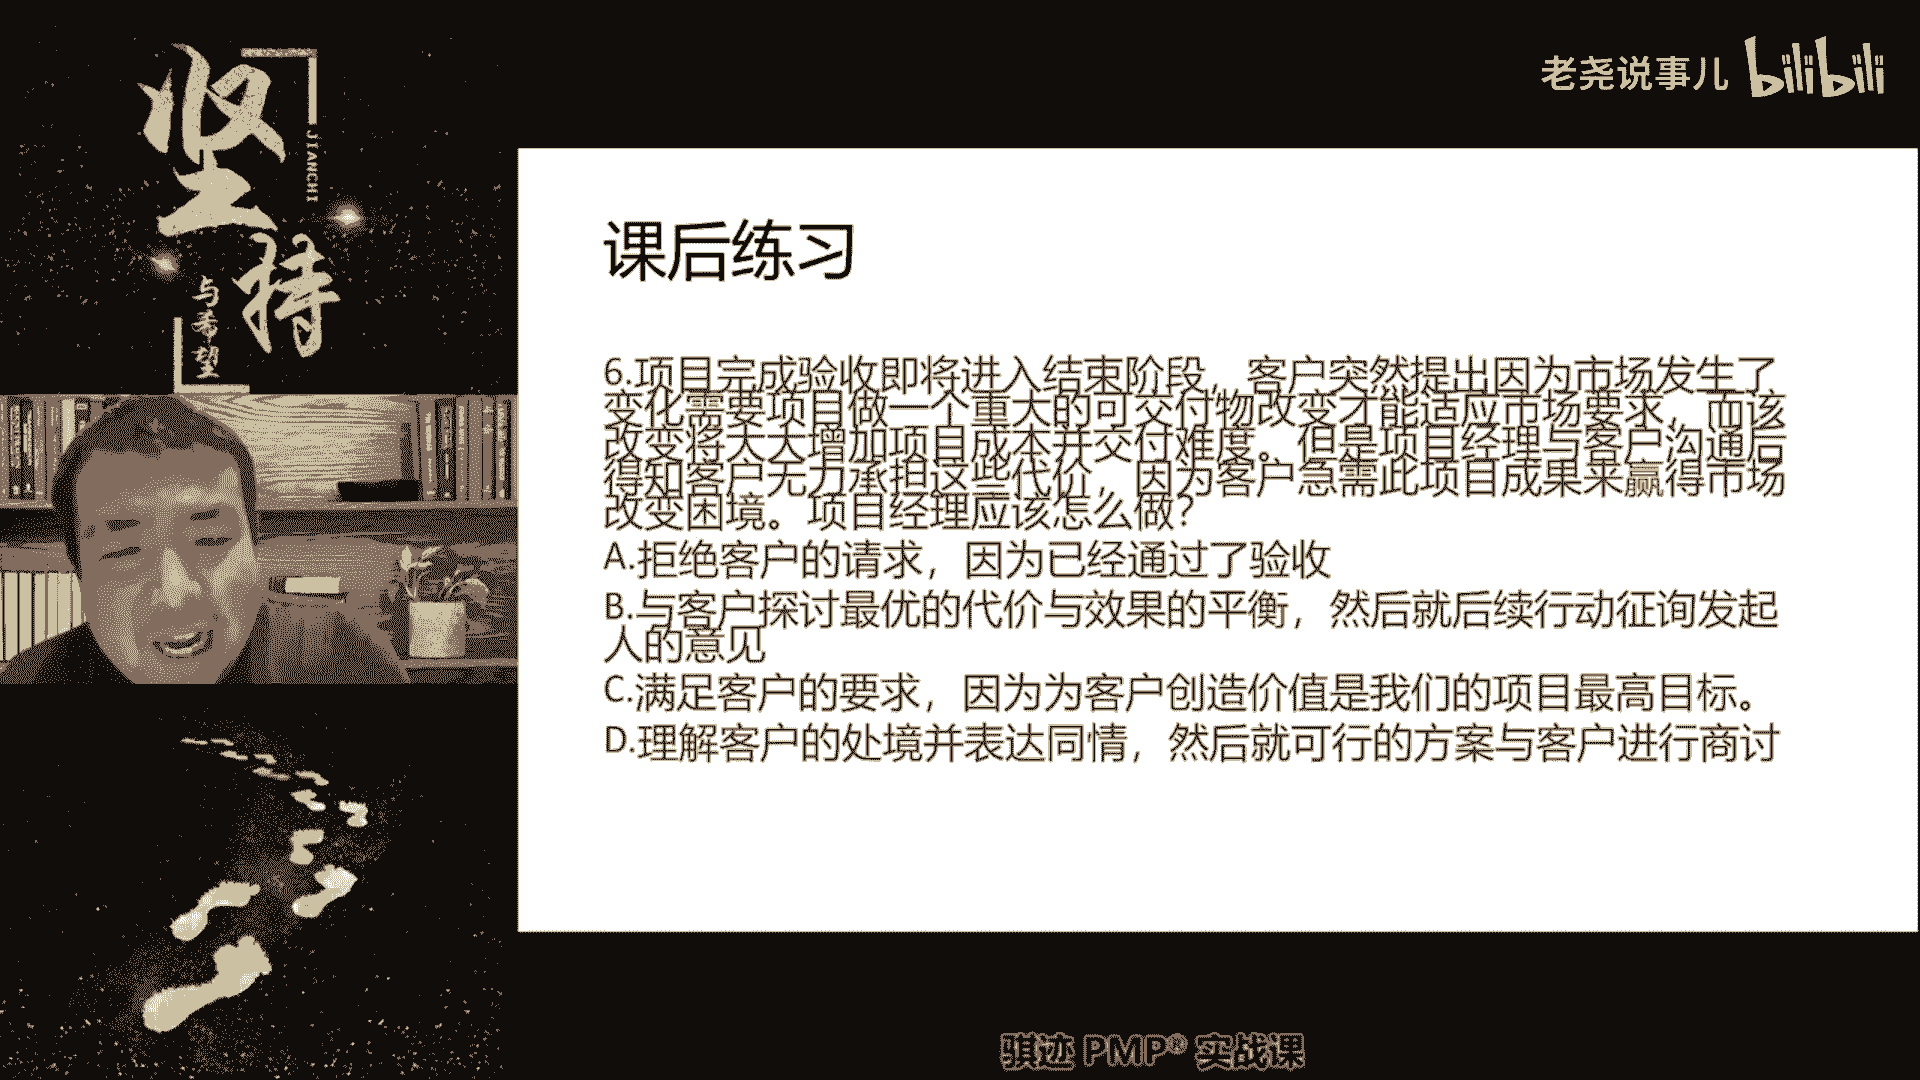 坚持
JIANCHI
与希望
老尧说事儿 bilibili
课后练习
6.项目完成验收即将进入结束阶段，客户突然提出因为市场发生了
变化需要项目做一个重大的可交付物改变才能适应市场要求，而该
改变将大大增加项目成本并交付难度。但是项目经理与客户沟通后
得知客户无力承担这些代价，因为客户急需此项目成果来赢得市场
改变困境。项目经理应该怎么做？
A.拒绝客户的请求，因为已经通过了验收
B.与客户探讨最优的代价与效果的平衡，然后就后续行动征询发起
人的意见
C.满足客户的要求，因为为客户创造价值是我们的项目最高目标。
D.理解客户的处境并表达同情，然后就可行的方案与客户进行商讨
骐迹 PMP® 实战课